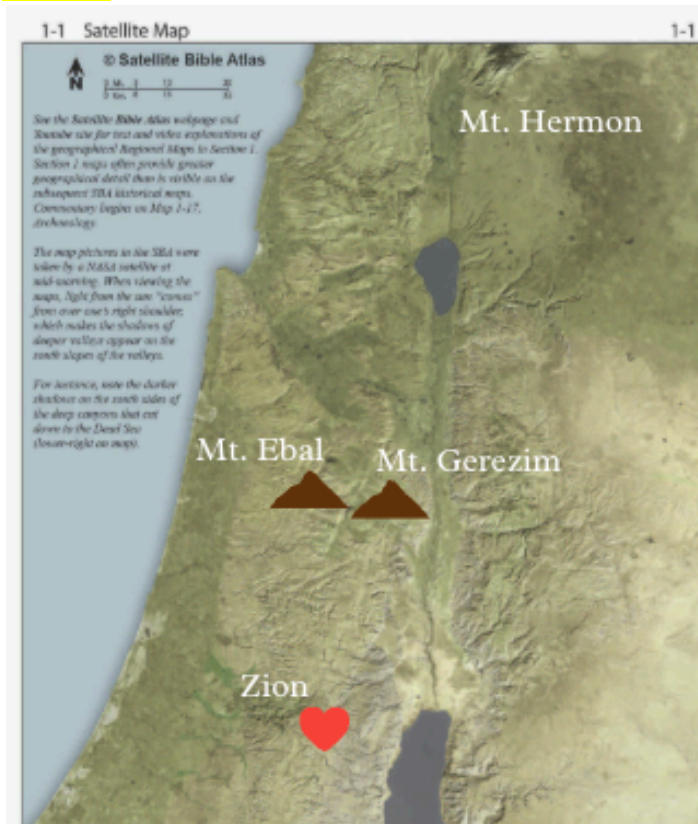 1-1 Satellite Map 1-1
© Satellite Bible Atlas
N
See the Satellite Bible Atlas webpage and
Youtube site for text and video explanations of
the geographical Regional Maps in Section 1.
Section 1 maps often provide greater
geographical detail than is visible on the
subsequent SBA historical maps.
Commentary begins on Map 1-17,
Archaeology.
The map pictures in the SBA were
taken by a NASA satellite at
mid-morning. When viewing the
maps, light from the sun "comes"
from over one's right shoulder,
which makes the shadows of
deeper valleys appear on the
south slopes of the valleys.
For instance, note the darker
shadows on the south sides of
the deep canyons that cut
down to the Dead Sea
(lower-right on map).
Mt. Hermon
Mt. Ebal
Mt. Gerezim
Zion